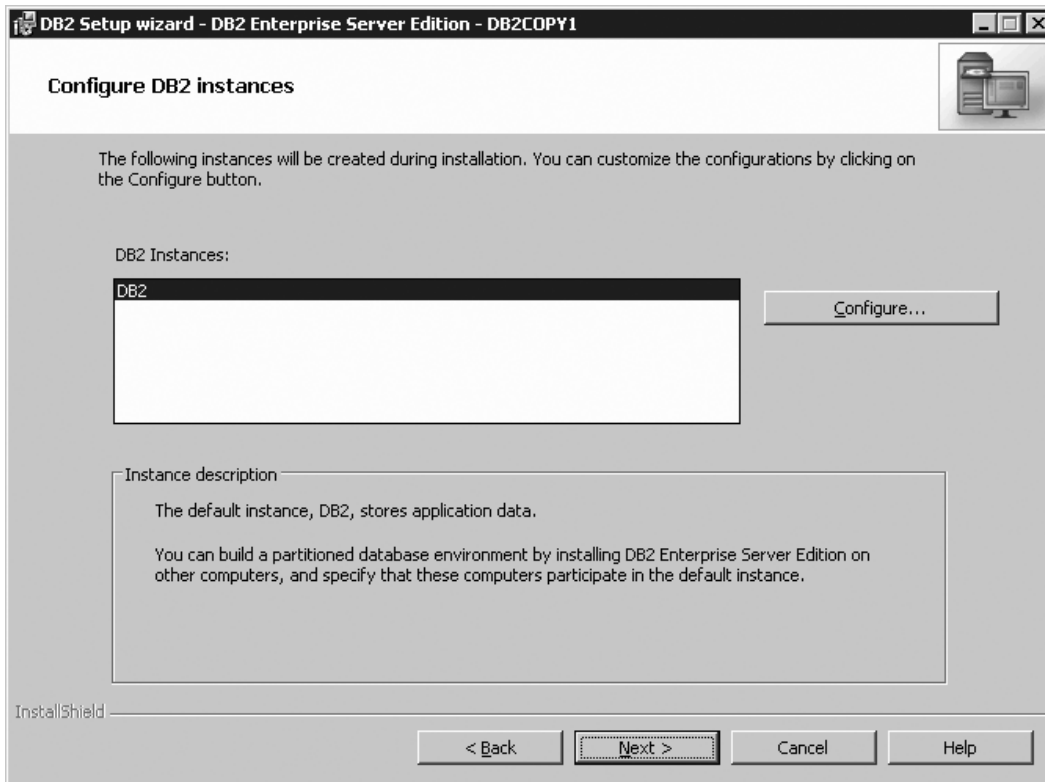 DB2 Setup wizard - DB2 Enterprise Server Edition - DB2COPY1
Configure DB2 instances
The following instances will be created during installation. You can customize the configurations by clicking on
the Configure button.
DB2 Instances:
DB2
Configure...
Instance description
The default instance, DB2, stores application data.
You can build a partitioned database environment by installing DB2 Enterprise Server Edition on
other computers, and specify that these computers participate in the default instance.
InstallShield
< Back
Next >
Cancel
Help